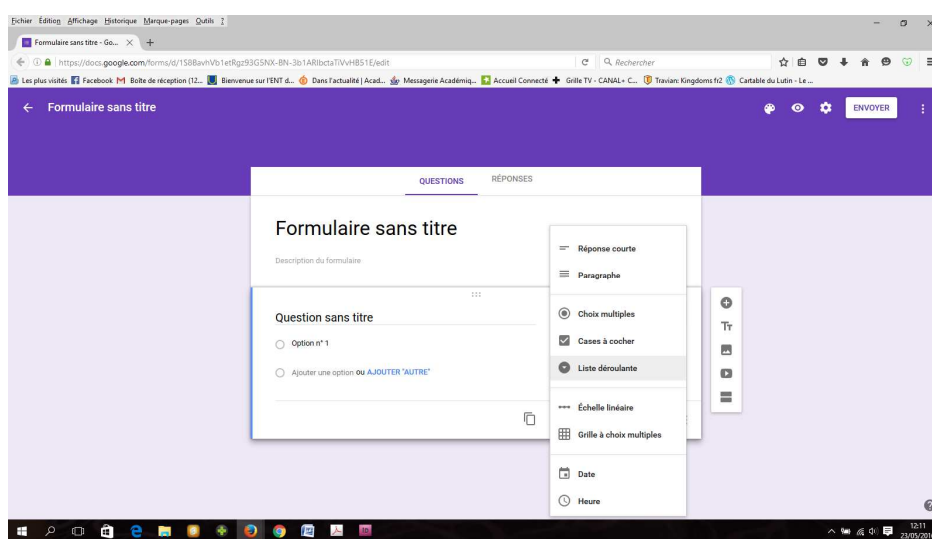 Fichier Édition Affichage Historique Marque-pages Outils ?
Formulaire sans titre - Go...
https://docs.google.com/forms/d/1S8BavhVb1etRgz93G5NX-BN-3b1ARlbctaTiVvHB51E/edit
Rechercher
Les plus visités Facebook Boîte de réception (12... Bienvenue sur l'ENT d... Dans l'actualité | Acad... Messagerie Académiq... Accueil Connecté Grille TV - CANAL+ C... Travian: Kingdoms fr2 Cartable du Lutin - Le ...
Formulaire sans titre
ENVOYER
QUESTIONS RÉPONSES
Formulaire sans titre
Description du formulaire
Question sans titre
Option n° 1
Ajouter une option ou AJOUTER "AUTRE"
Réponse courte
Paragraphe
Choix multiples
Cases à cocher
Liste déroulante
Échelle linéaire
Grille à choix multiples
Date
Heure
TT
12:11
23/05/201